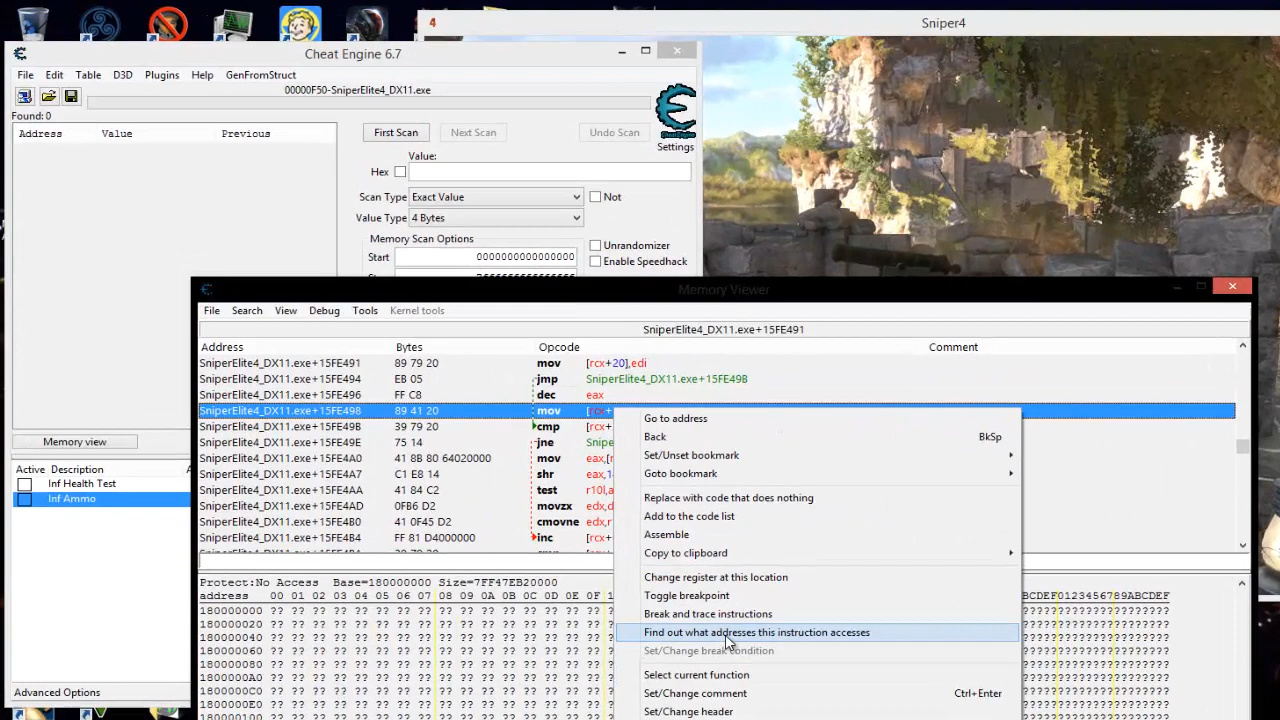 4 Sniper4
Cheat Engine 6.7
File Edit Table D3D Plugins Help GenFromStruct
00000F50-SniperElite4_DX11.exe
Found: 0
Address Value Previous
First Scan Next Scan Undo Scan
Settings
Value:
Hex
Scan Type Exact Value Not
Value Type 4 Bytes
Memory Scan Options
Unrandomizer
Start 0000000000000000
Enable Speedhack
Memory view
Active Description
Inf Health Test
Inf Ammo
Advanced Options
Memory Viewer
File Search View Debug Tools Kernel tools
SniperElite4_DX11.exe+15FE491
Address Bytes Opcode Comment
SniperElite4_DX11.exe+15FE491 89 79 20 mov [rcx+20],edi
SniperElite4_DX11.exe+15FE494 EB 05 jmp SniperElite4_DX11.exe+15FE49B
SniperElite4_DX11.exe+15FE496 FF C8 dec eax
SniperElite4_DX11.exe+15FE498 89 41 20 mov [rcx+
SniperElite4_DX11.exe+15FE49B 39 79 20 cmp [rcx+
SniperElite4_DX11.exe+15FE49E 75 14 jne Snipe
SniperElite4_DX11.exe+15FE4A0 41 8B 80 64020000 mov eax,[r
SniperElite4_DX11.exe+15FE4A7 C1 E8 14 shr eax,1
SniperElite4_DX11.exe+15FE4AA 41 84 C2 test r10l,a
SniperElite4_DX11.exe+15FE4AD 0FB6 D2 movzx edx,d
SniperElite4_DX11.exe+15FE4B0 41 0F45 D2 cmovne edx,r
SniperElite4_DX11.exe+15FE4B4 FF 81 D4000000 inc [rcx+
Go to address
Back BkSp
Set/Unset bookmark
Goto bookmark
Replace with code that does nothing
Add to the code list
Assemble
Copy to clipboard
Change register at this location
Toggle breakpoint
Break and trace instructions
Find out what addresses this instruction accesses
Set/Change break condition
Select current function
Set/Change comment Ctrl+Enter
Set/Change header
Protect:No Access Base=180000000 Size=7FF47EB20000
address 00 01 02 03 04 05 06 07 08 09 0A 0B 0C 0D 0E 0F BCDEF0123456789ABCDEF
180000000 ?? ?? ?? ?? ?? ?? ?? ?? ?? ?? ?? ?? ?? ?? ?? ??
180000020 ?? ?? ?? ?? ?? ?? ?? ?? ?? ?? ?? ?? ?? ?? ?? ??
180000040 ?? ?? ?? ?? ?? ?? ?? ?? ?? ?? ?? ?? ?? ?? ?? ??
180000060 ?? ?? ?? ?? ?? ?? ?? ?? ?? ?? ?? ?? ?? ?? ?? ??
180000080 ?? ?? ?? ?? ?? ?? ?? ?? ?? ?? ?? ?? ?? ?? ?? ??
1800000A0 ?? ?? ?? ?? ?? ?? ?? ?? ?? ?? ?? ?? ?? ?? ?? ??
1800000C0 ?? ?? ?? ?? ?? ?? ?? ?? ?? ?? ?? ?? ?? ?? ?? ??
1800000E0 ?? ?? ?? ?? ?? ?? ?? ?? ?? ?? ?? ?? ?? ?? ?? ??